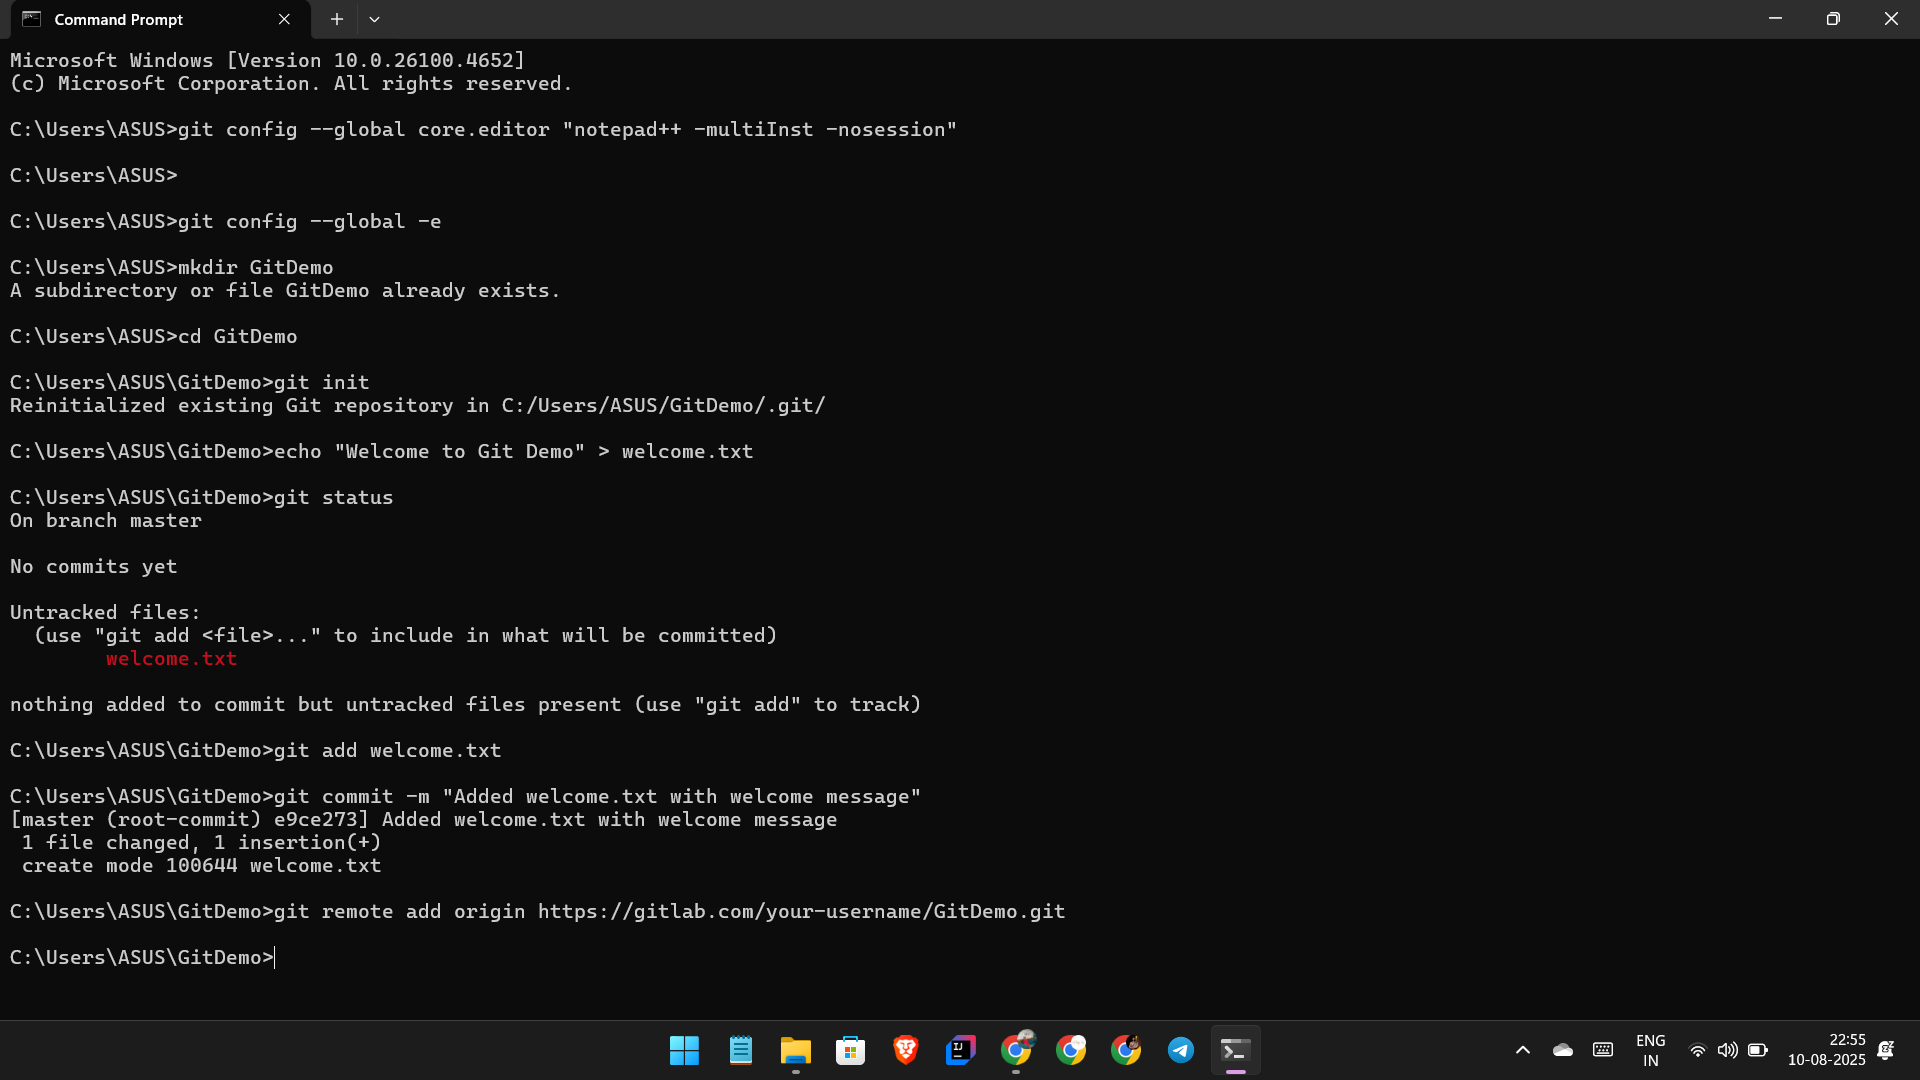 Command Prompt
Microsoft Windows [Version 10.0.26100.4652]
(c) Microsoft Corporation. All rights reserved.
C:\Users\ASUS>git config --global core.editor "notepad++ -multiInst -nosession"
C:\Users\ASUS>
C:\Users\ASUS>git config --global -e
C:\Users\ASUS>mkdir GitDemo
A subdirectory or file GitDemo already exists.
C:\Users\ASUS>cd GitDemo
C:\Users\ASUS\GitDemo>git init
Reinitialized existing Git repository in C:/Users/ASUS/GitDemo/.git/
C:\Users\ASUS\GitDemo>echo "Welcome to Git Demo" > welcome.txt
C:\Users\ASUS\GitDemo>git status
On branch master
No commits yet
Untracked files:
  (use "git add <file>..." to include in what will be committed)
        welcome.txt
nothing added to commit but untracked files present (use "git add" to track)
C:\Users\ASUS\GitDemo>git add welcome.txt
C:\Users\ASUS\GitDemo>git commit -m "Added welcome.txt with welcome message"
[master (root-commit) e9ce273] Added welcome.txt with welcome message
 1 file changed, 1 insertion(+)
 create mode 100644 welcome.txt
C:\Users\ASUS\GitDemo>git remote add origin https://gitlab.com/your-username/GitDemo.git
C:\Users\ASUS\GitDemo>
IJ
ENG
IN
22:55
10-08-2025